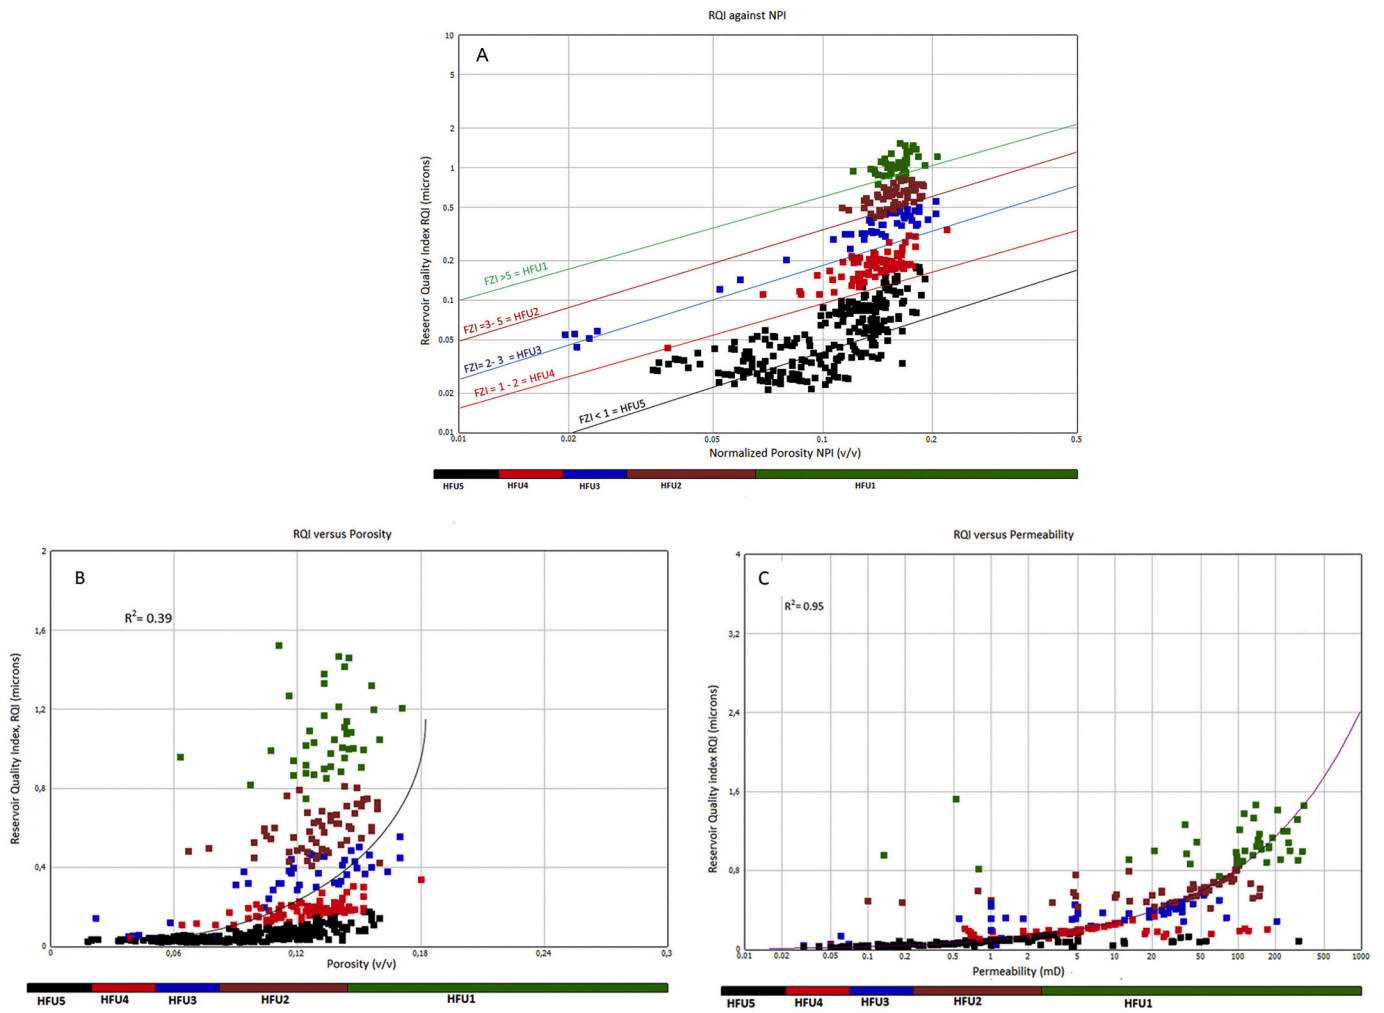 RQI against NPI
A
Reservoir Quality Index RQI (microns)
10
5
2
1
0.5
0.2
0.1
0.05
0.02
0.01
FZI >5 = HFU1
FZI =3- 5 = HFU2
FZI= 2- 3 = HFU3
FZI = 1 - 2 = HFU4
FZI < 1 = HFU5
0.01 0.02 0.05 0.1 0.2 0.5
Normalized Porosity NPI (v/v)
HFU5 HFU4 HFU3 HFU2 HFU1
RQI versus Porosity
B
R²= 0.39
Reservoir Quality Index, RQI (microns)
2
1,6
1,2
0,8
0,4
0
0 0,06 0,12 0,18 0,24 0,3
Porosity (v/v)
HFU5 HFU4 HFU3 HFU2 HFU1
RQI versus Permeability
C
R²= 0.95
Reservoir Quality index RQI (microns)
4
3,2
2,4
1,6
0,8
0
0.01 0.02 0.05 0.1 0.2 0.5 1 2 5 10 20 50 100 200 500 1000
Permeability (mD)
HFU5 HFU4 HFU3 HFU2 HFU1